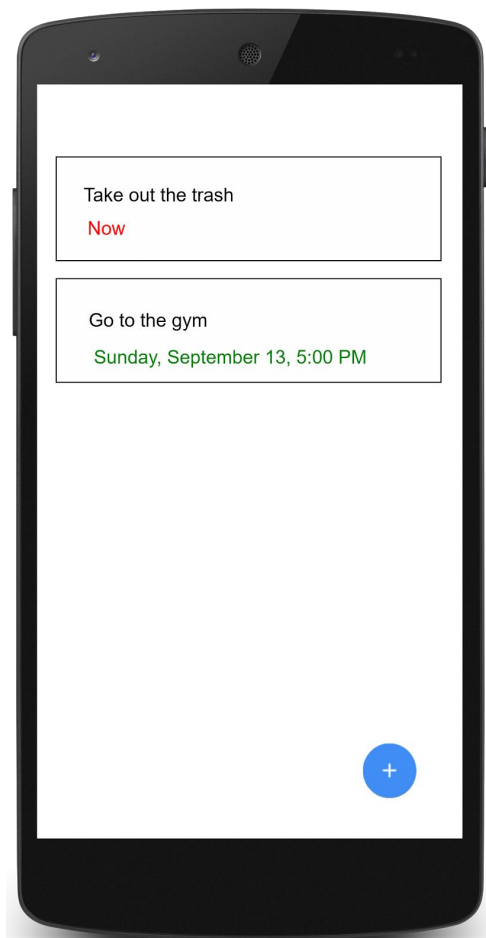 Take out the trash
Now
Go to the gym
Sunday, September 13, 5:00 PM
+